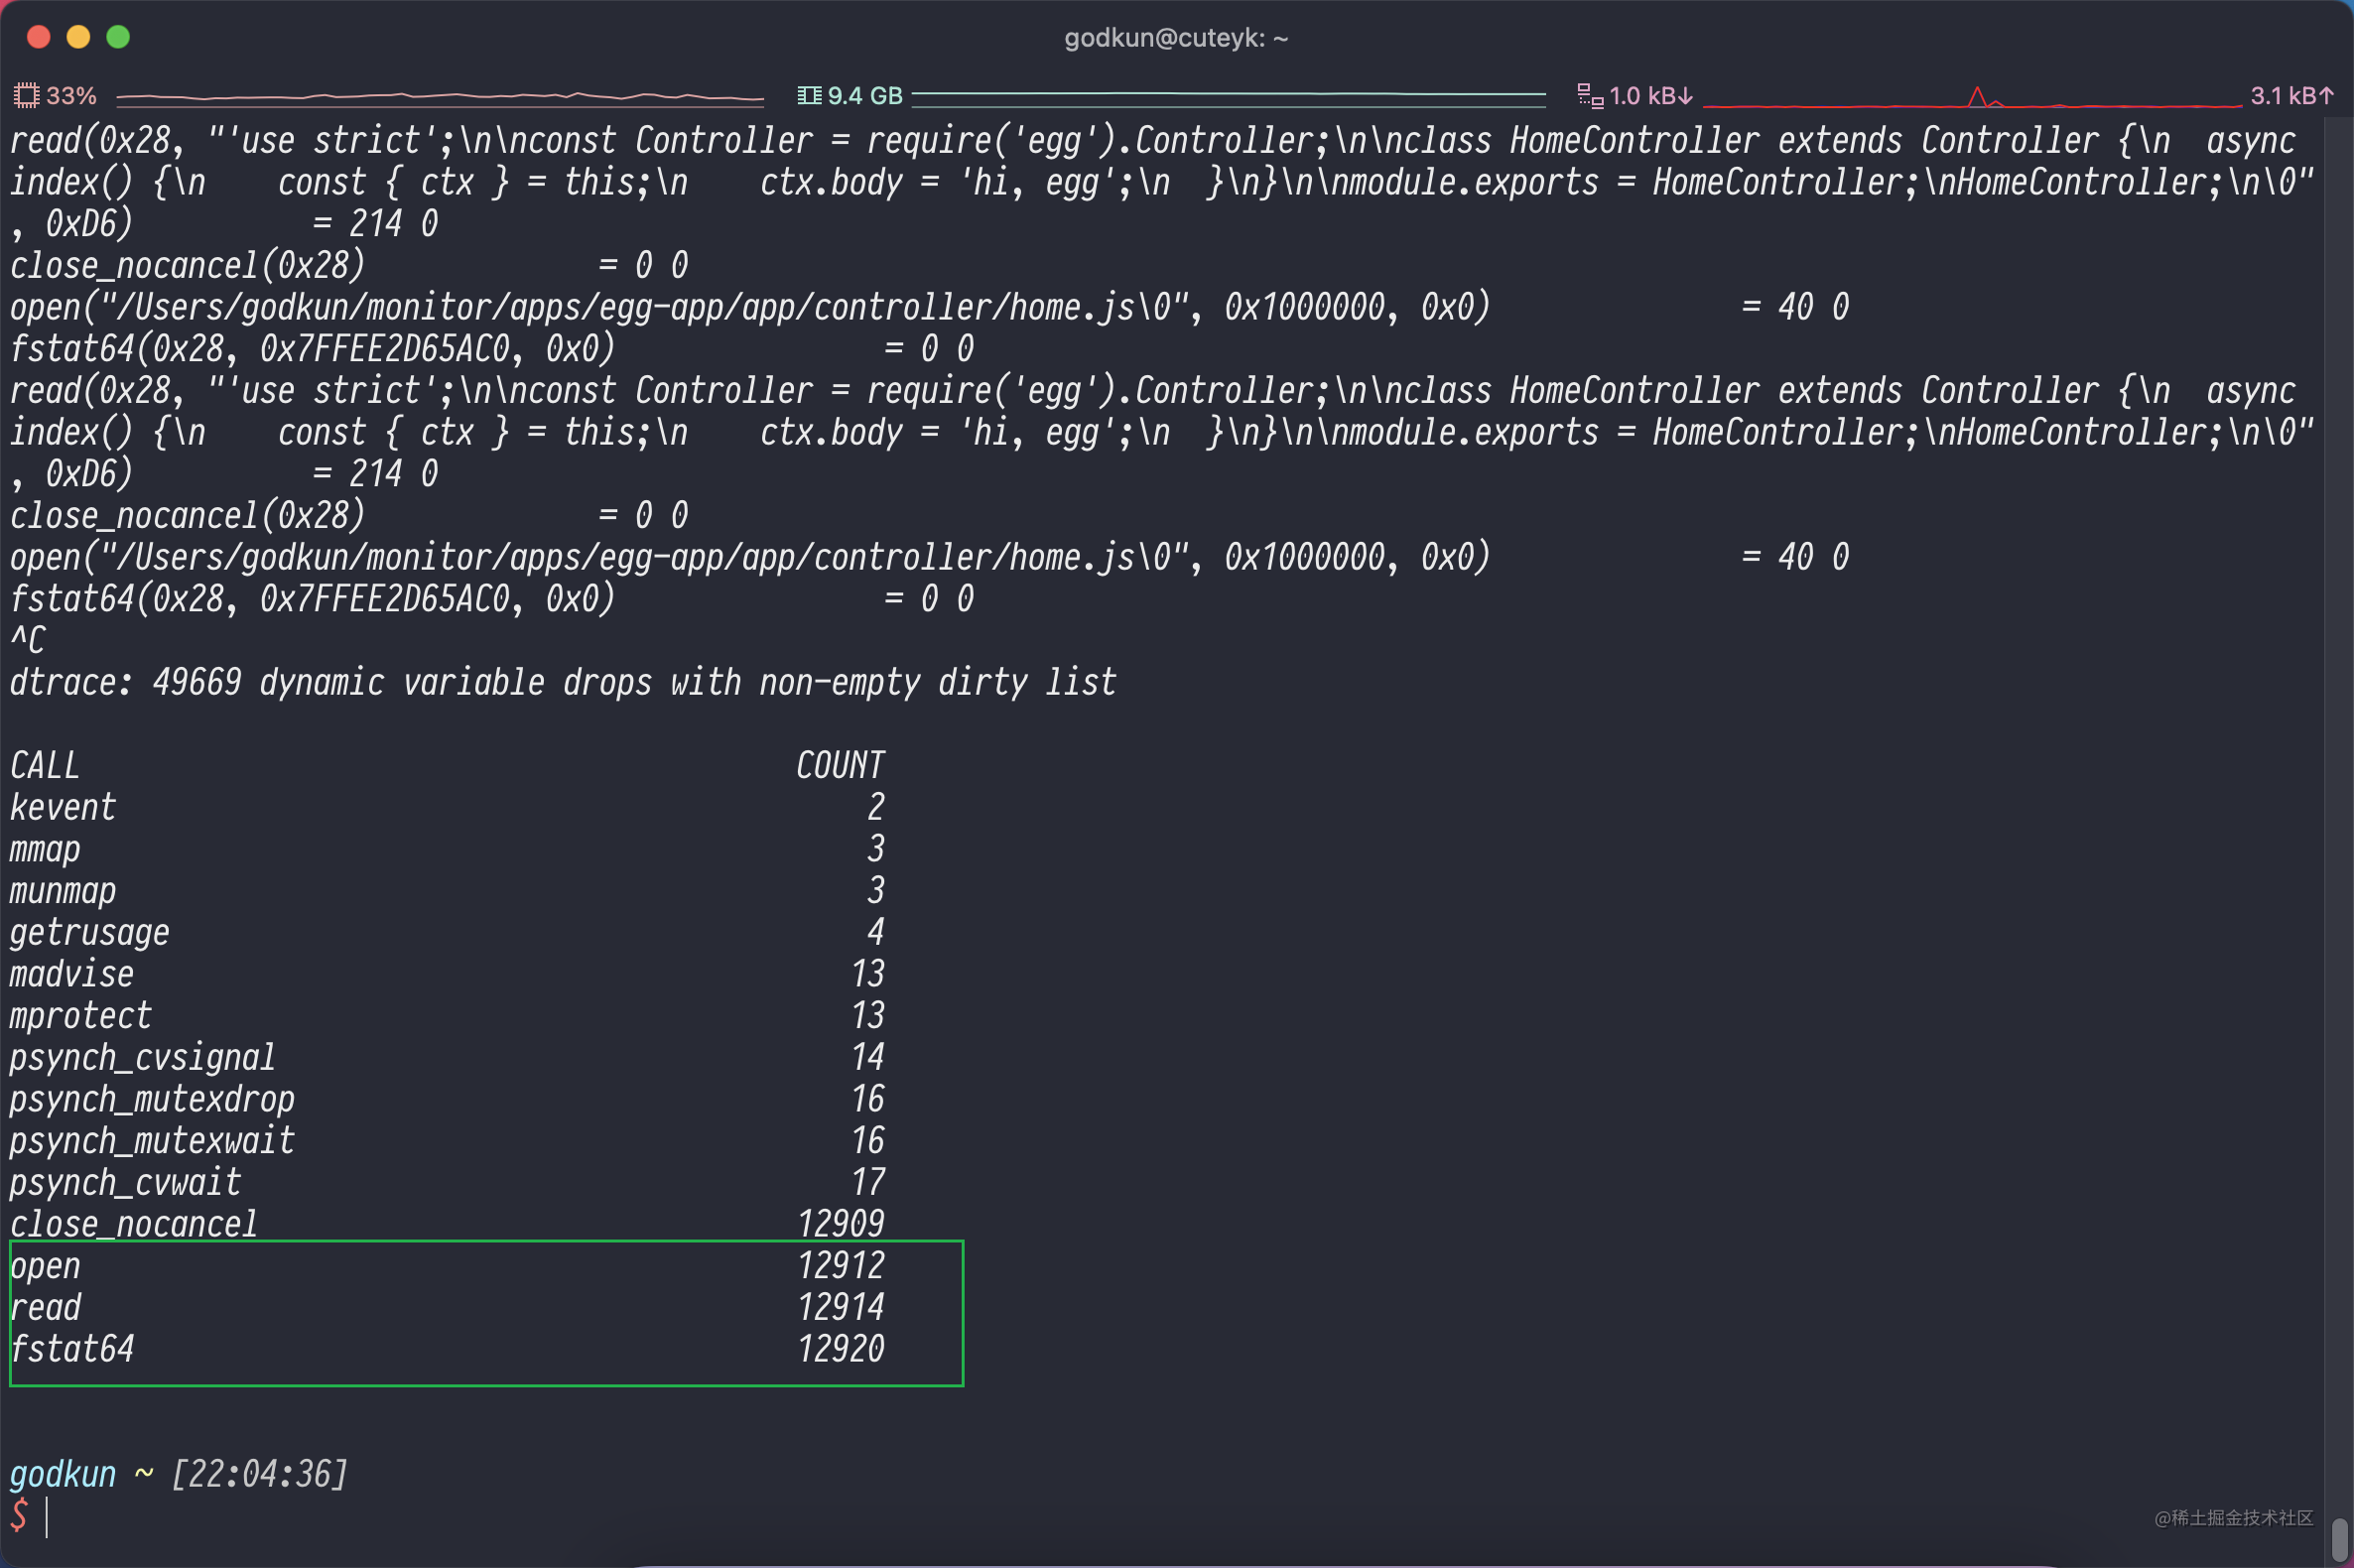 godkun@cuteyk: ~
33% 9.4 GB 1.0 kB↓ 3.1 kB↑
read(0x28, "'use strict';\n\nconst Controller = require('egg').Controller;\n\nclass HomeController extends Controller {\n  async
index() {\n    const { ctx } = this;\n    ctx.body = 'hi, egg';\n  }\n}\n\nmodule.exports = HomeController;\nHomeController;\n\0"
, 0xD6)          = 214 0
close_nocancel(0x28)             = 0 0
open("/Users/godkun/monitor/apps/egg-app/app/controller/home.js\0", 0x1000000, 0x0)              = 40 0
fstat64(0x28, 0x7FFEE2D65AC0, 0x0)               = 0 0
read(0x28, "'use strict';\n\nconst Controller = require('egg').Controller;\n\nclass HomeController extends Controller {\n  async
index() {\n    const { ctx } = this;\n    ctx.body = 'hi, egg';\n  }\n}\n\nmodule.exports = HomeController;\nHomeController;\n\0"
, 0xD6)          = 214 0
close_nocancel(0x28)             = 0 0
open("/Users/godkun/monitor/apps/egg-app/app/controller/home.js\0", 0x1000000, 0x0)              = 40 0
fstat64(0x28, 0x7FFEE2D65AC0, 0x0)               = 0 0
^C
dtrace: 49669 dynamic variable drops with non-empty dirty list
CALL                                        COUNT
kevent                                          2
mmap                                            3
munmap                                          3
getrusage                                       4
madvise                                        13
mprotect                                       13
psynch_cvsignal                                14
psynch_mutexdrop                               16
psynch_mutexwait                               16
psynch_cvwait                                  17
close_nocancel                              12909
open                                        12912
read                                        12914
fstat64                                     12920
godkun ~ [22:04:36]
$
@稀土掘金技术社区